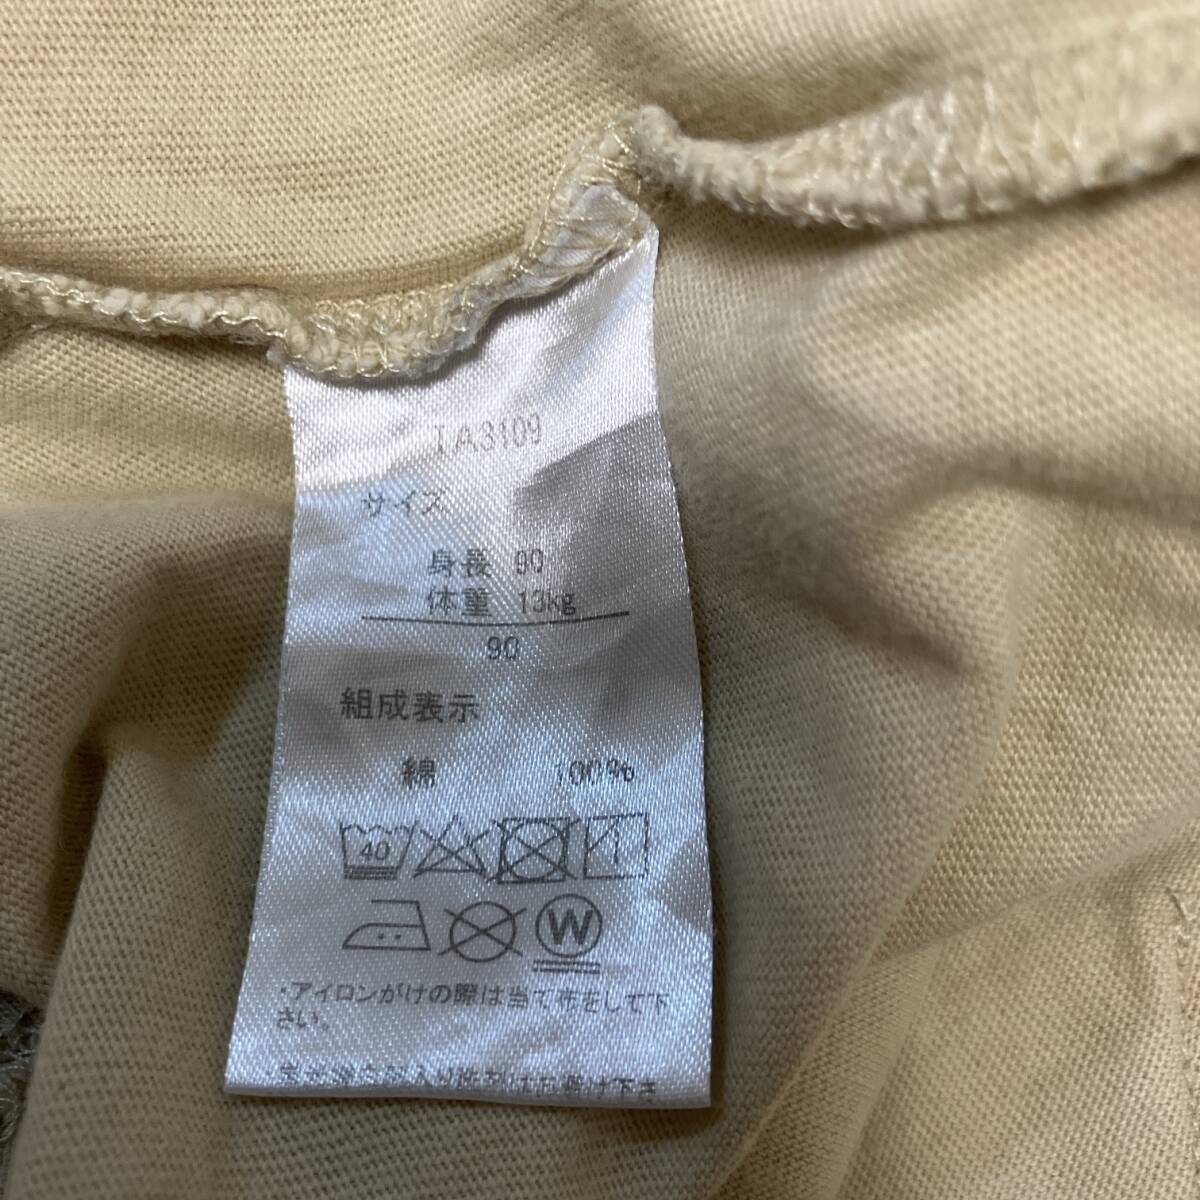 IA3109
サイズ
身長 90
体重 13kg
90
組成表示
綿 100%
40
W
・アイロンがけの際は当て布をして下
さい。